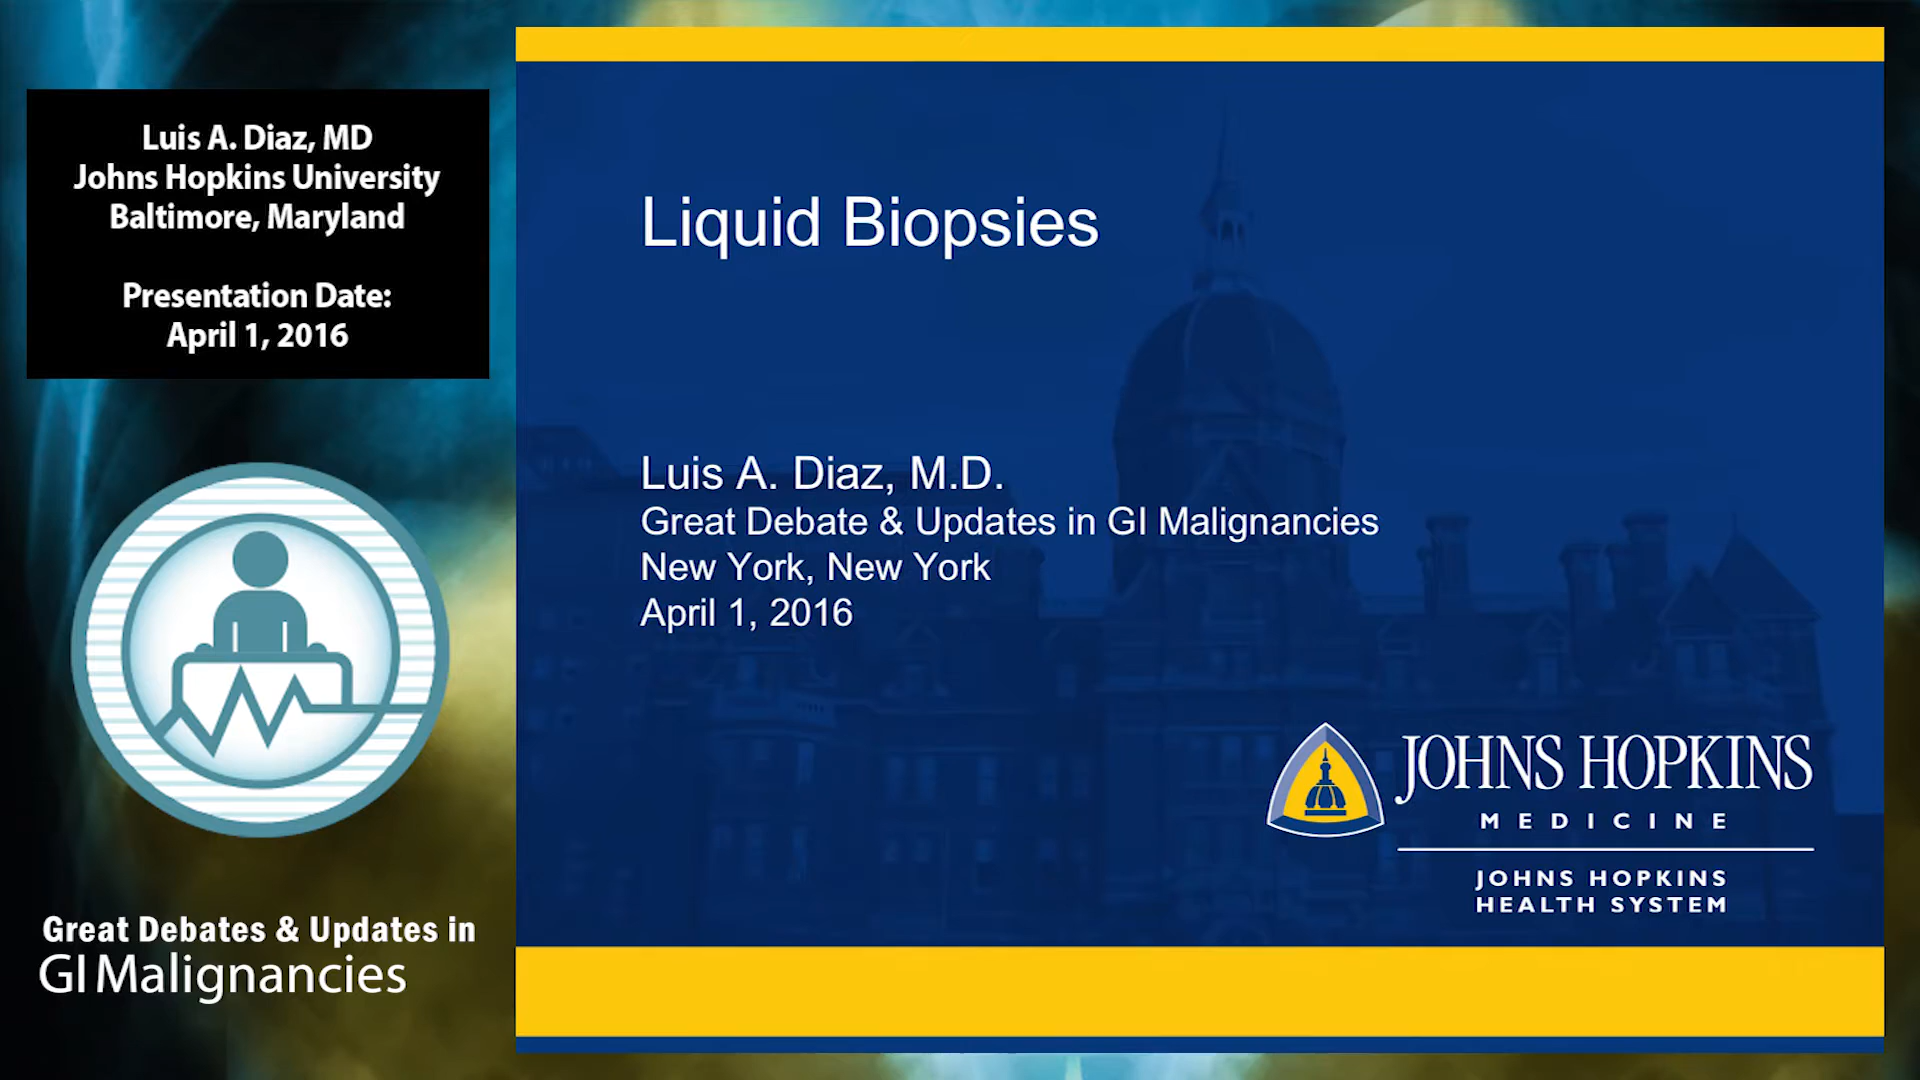 Luis A. Diaz, MD
Johns Hopkins University
Baltimore, Maryland
Presentation Date:
April 1, 2016
Great Debates & Updates in
GI Malignancies
Liquid Biopsies
Luis A. Diaz, M.D.
Great Debate & Updates in GI Malignancies
New York, New York
April 1, 2016
JOHNS HOPKINS
MEDICINE
JOHNS HOPKINS
HEALTH SYSTEM